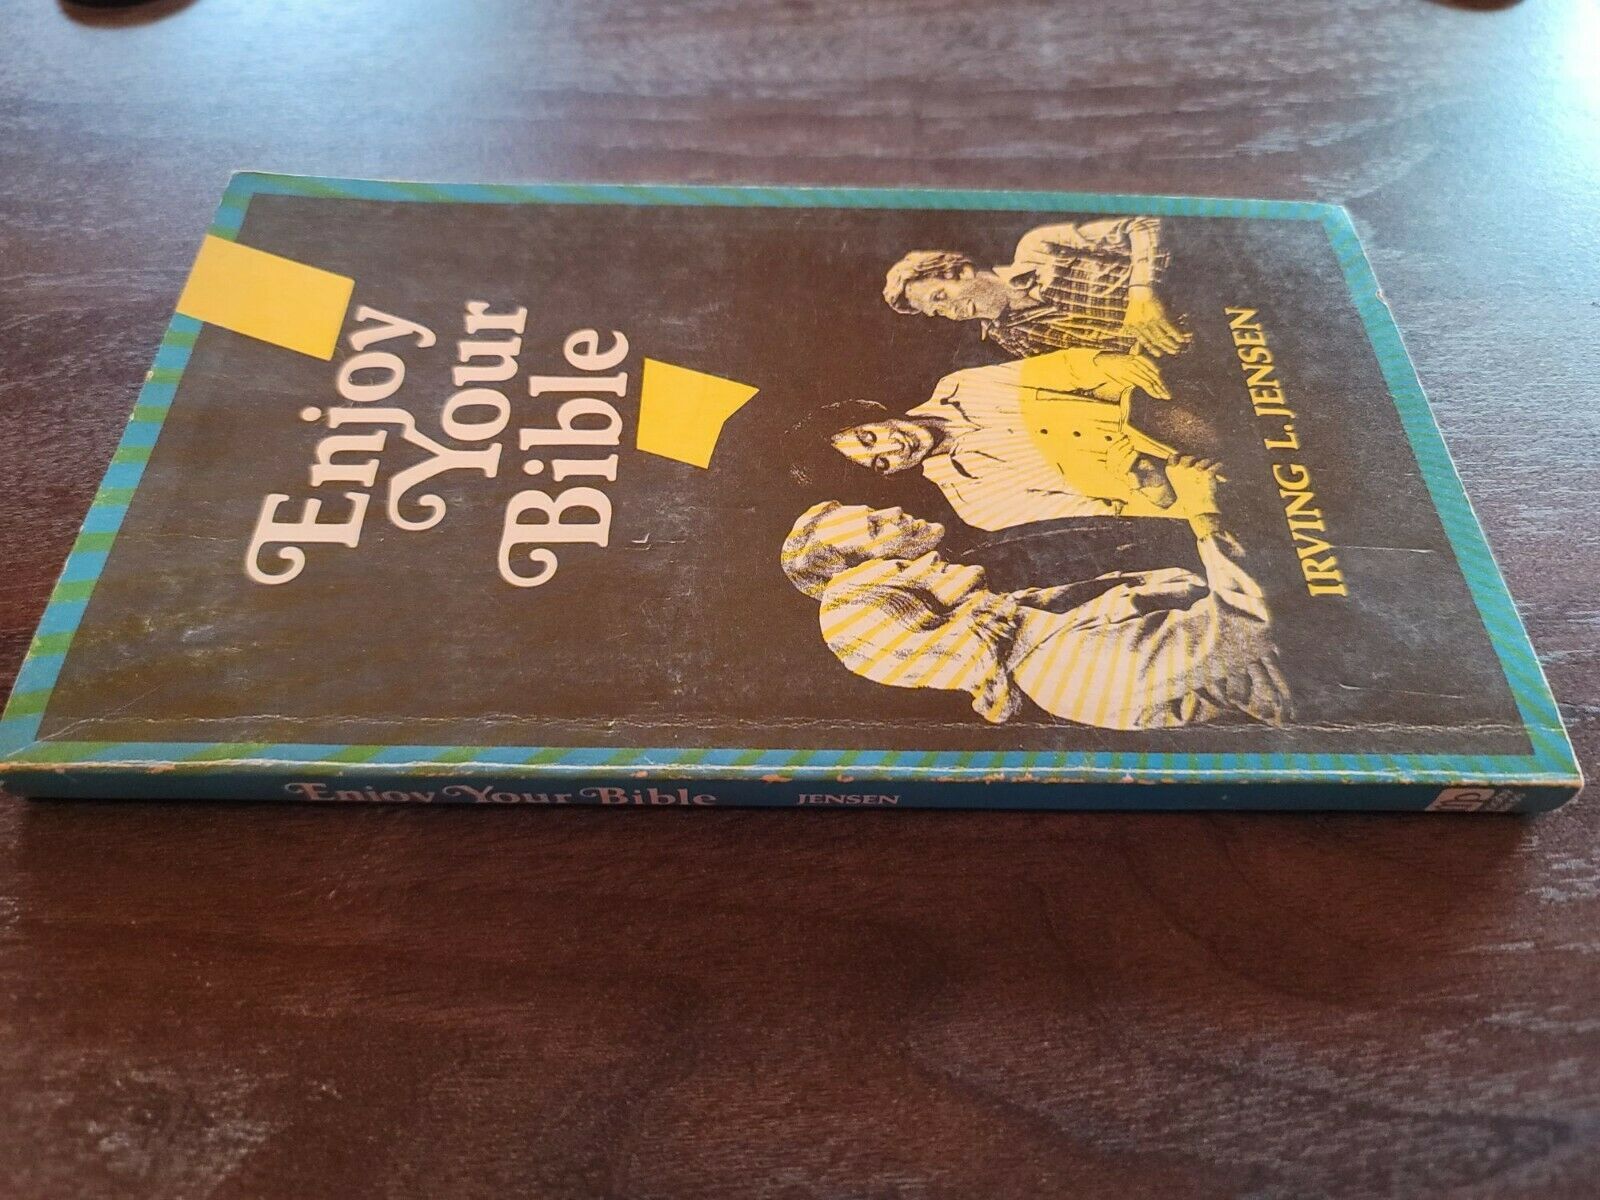 Enjoy
Your
Bible
IRVING L. JENSEN
Enjoy Your Bible JENSEN